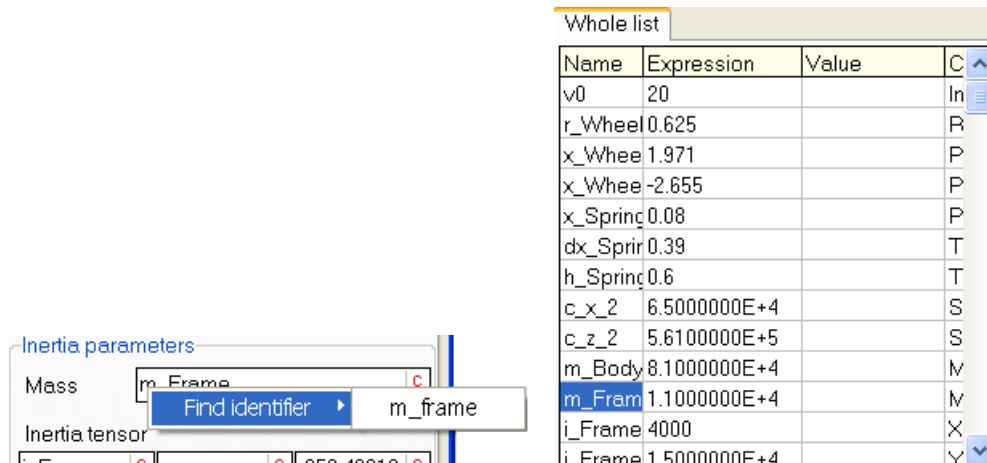 Whole list
Name Expression Value C
v0 20 In
r_Wheel 0.625 R
x_Whee 1.971 P
x_Whee -2.655 P
x_Spring 0.08 P
dx_Sprin 0.39 T
h_Spring 0.6 T
c_x_2 6.5000000E+4 S
c_z_2 5.6100000E+5 S
m_Body 8.1000000E+4 M
m_Fram 1.1000000E+4 M
i_Frame 4000 X
i_Frame 1.5000000E+4 Y
Inertia parameters
Mass m_Frame C
Find identifier m_frame
Inertia tensor